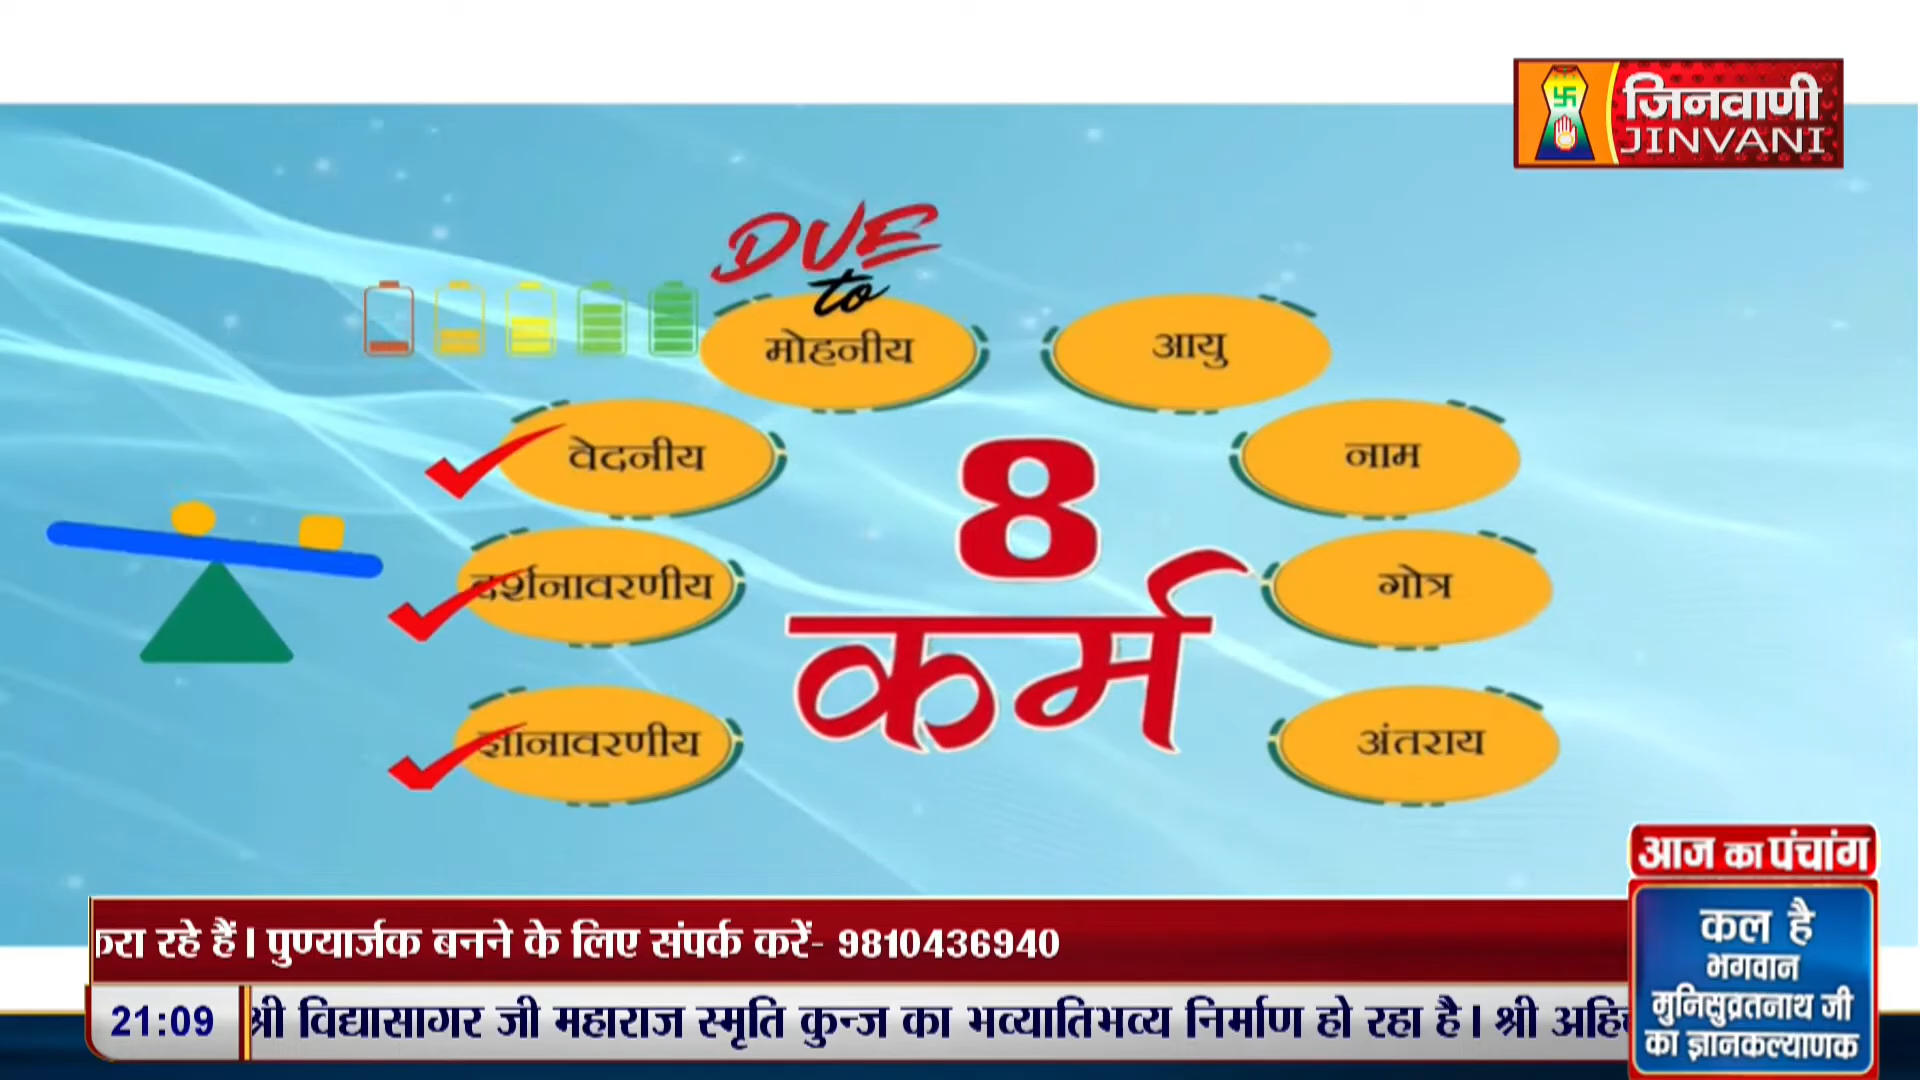 जिनवाणी
JINVANI
DUE
to
मोहनीय
आयु
वेदनीय
नाम
8
दर्शनावरणीय
गोत्र
कर्म
ज्ञानावरणीय
अंतराय
आज का पंचांग
कल है
भगवान
मुनिसुव्रतनाथ जी
का ज्ञानकल्याणक
करा रहे हैं। पुण्यार्जक बनने के लिए संपर्क करें- 9810436940
21:09
श्री विद्यासागर जी महाराज स्मृति कुन्ज का भव्यातिभव्य निर्माण हो रहा है। श्री